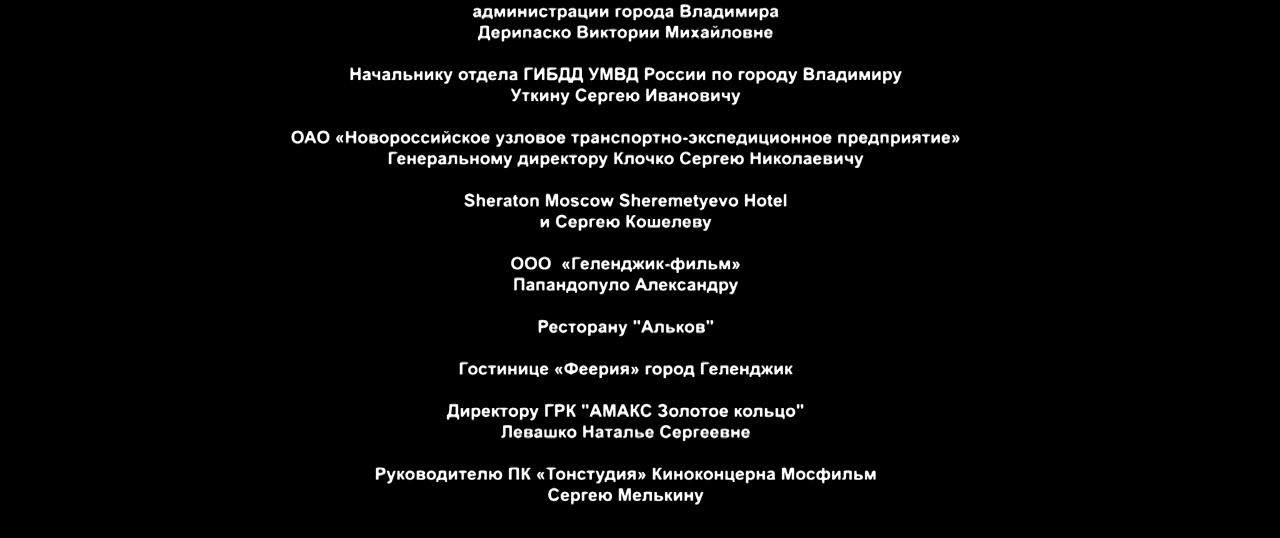 администрации города Владимира
Дерипаско Виктории Михайловне
Начальнику отдела ГИБДД УМВД России по городу Владимиру
Уткину Сергею Ивановичу
ОАО «Новороссийское узловое транспортно-экспедиционное предприятие»
Генеральному директору Клочко Сергею Николаевичу
Sheraton Moscow Sheremetyevo Hotel
и Сергею Кошелеву
ООО «Геленджик-фильм»
Папандопуло Александру
Ресторану "Альков"
Гостинице «Феерия» город Геленджик
Директору ГРК "АМАКС Золотое кольцо"
Левашко Наталье Сергеевне
Руководителю ПК «Тонстудия» Киноконцерна Мосфильм
Сергею Мелькину